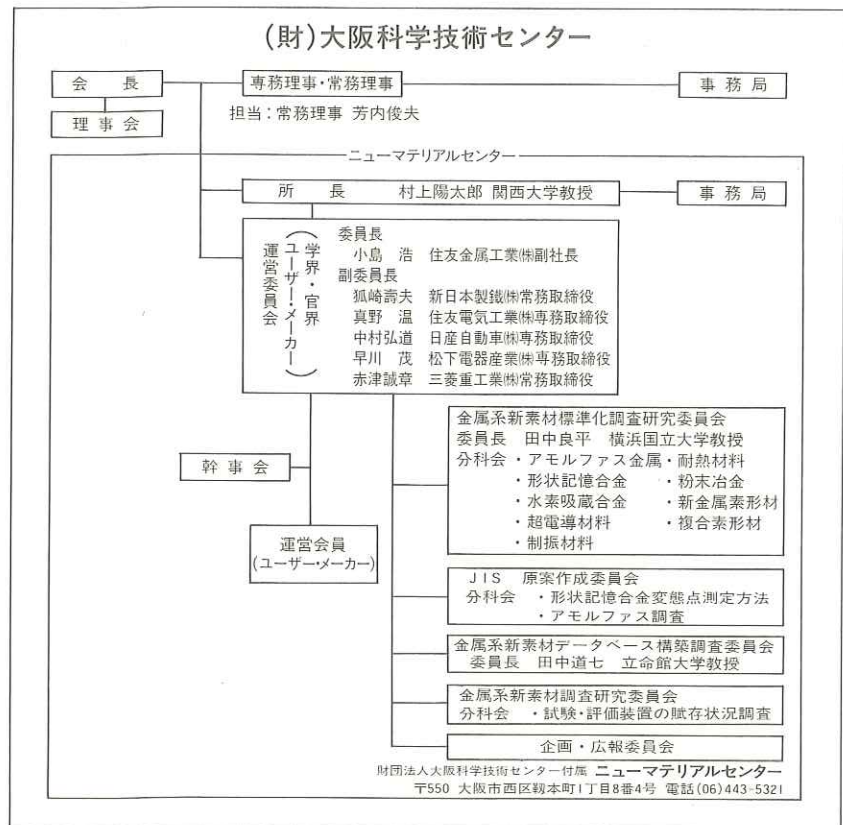 (財)大阪科学技術センター
会長
専務理事・常務理事
事務局
理事会
担当:常務理事 芳内俊夫
ニューマテリアルセンター
所長 村上陽太郎 関西大学教授
事務局
運営委員会
(ユーザー・メーカー
学界・官界)
委員長
小島 浩 住友金属工業㈱副社長
副委員長
狐崎壽夫 新日本製鐵㈱常務取締役
真野 温 住友電気工業㈱専務取締役
中村弘道 日産自動車㈱専務取締役
早川 茂 松下電器産業㈱専務取締役
赤津誠章 三菱重工業㈱常務取締役
幹事会
運営会員
(ユーザー・メーカー)
金属系新素材標準化調査研究委員会
委員長 田中良平 横浜国立大学教授
分科会 ・アモルファス金属 ・耐熱材料
・形状記憶合金 ・粉末冶金
・水素吸蔵合金 ・新金属素形材
・超電導材料 ・複合素形材
・制振材料
JIS 原案作成委員会
分科会 ・形状記憶合金変態点測定方法
・アモルファス調査
金属系新素材データベース構築調査委員会
委員長 田中道七 立命館大学教授
金属系新素材調査研究委員会
分科会 ・試験・評価装置の賦存状況調査
企画・広報委員会
財団法人大阪科学技術センター付属 ニューマテリアルセンター
〒550 大阪市西区靱本町1丁目8番4号 電話(06)443-5321